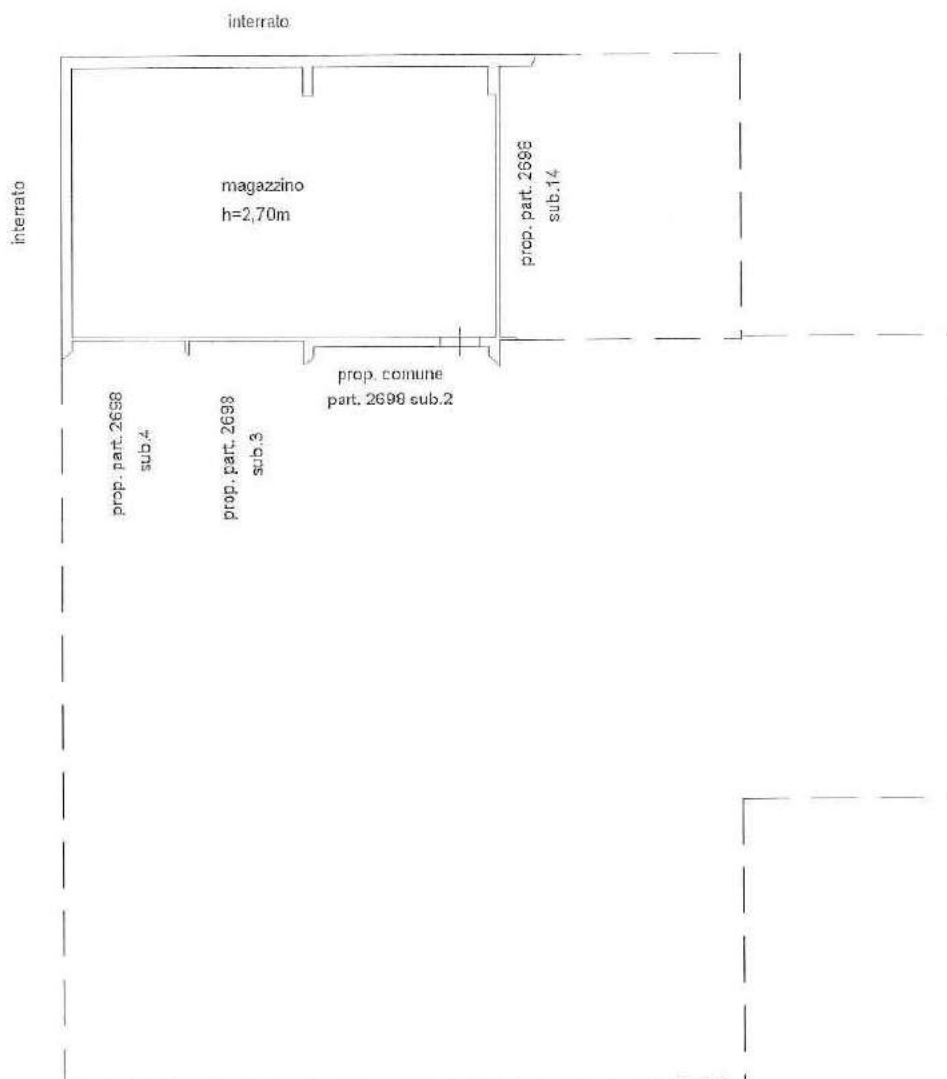 interrato
interrato
magazzino
h=2,70m
prop. part. 2698
sub.14
prop. comune
part. 2698 sub.2
prop. part. 2698
sub.4
prop. part. 2698
sub.3